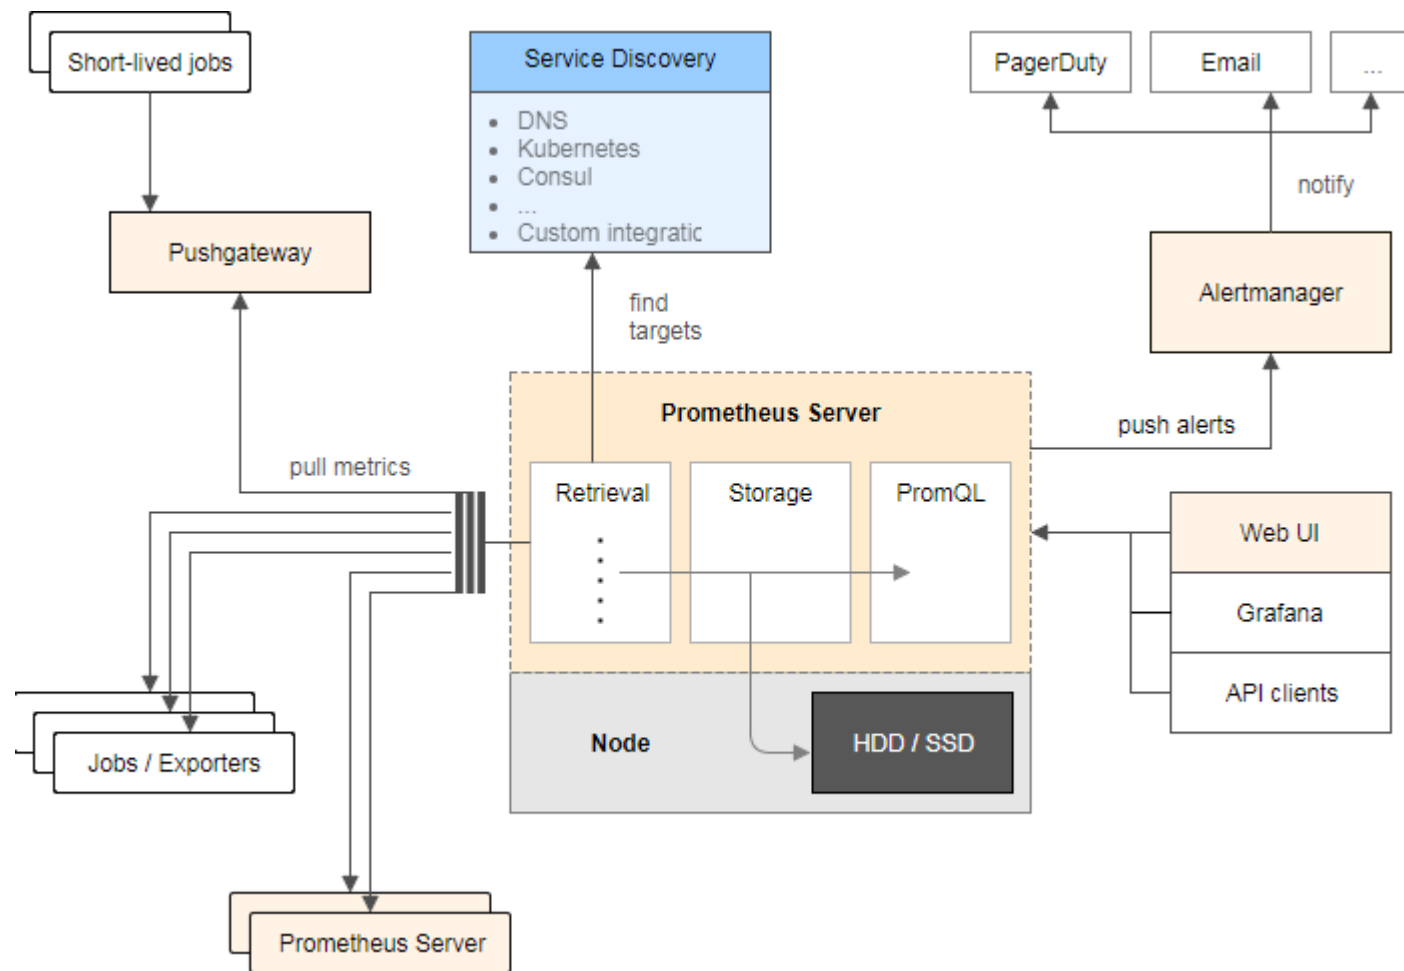 Short-lived jobs
Service Discovery
DNS
Kubernetes
Consul
...
Custom integratic
PagerDuty
Email
...
notify
Pushgateway
Alertmanager
find
targets
Prometheus Server
push alerts
pull metrics
Retrieval
Storage
PromQL
Web UI
Grafana
API clients
Node
HDD / SSD
Jobs / Exporters
Prometheus Server